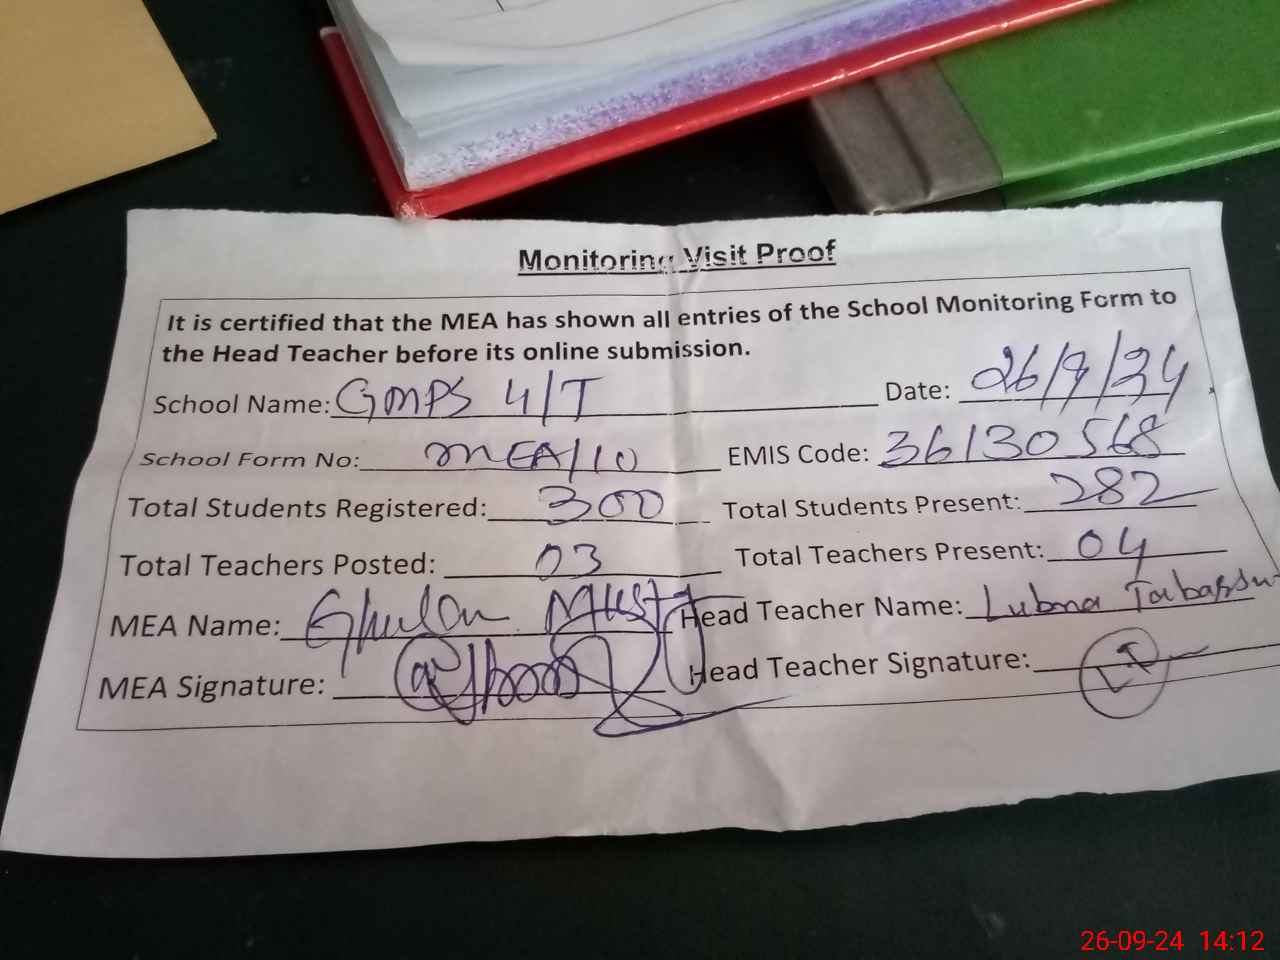 Monitoring Visit Proof
It is certified that the MEA has shown all entries of the School Monitoring Form to
the Head Teacher before its online submission.
School Name: GMPS 4/T Date: 26/9/24
School Form No: MEA/10 EMIS Code: 36130568
Total Students Registered: 300 Total Students Present: 282
Total Teachers Posted: 03 Total Teachers Present: 04
MEA Name: Ghulam Head Teacher Name: Lubna Tabassum
MEA Signature: Head Teacher Signature: LT
26-09-24 14:12